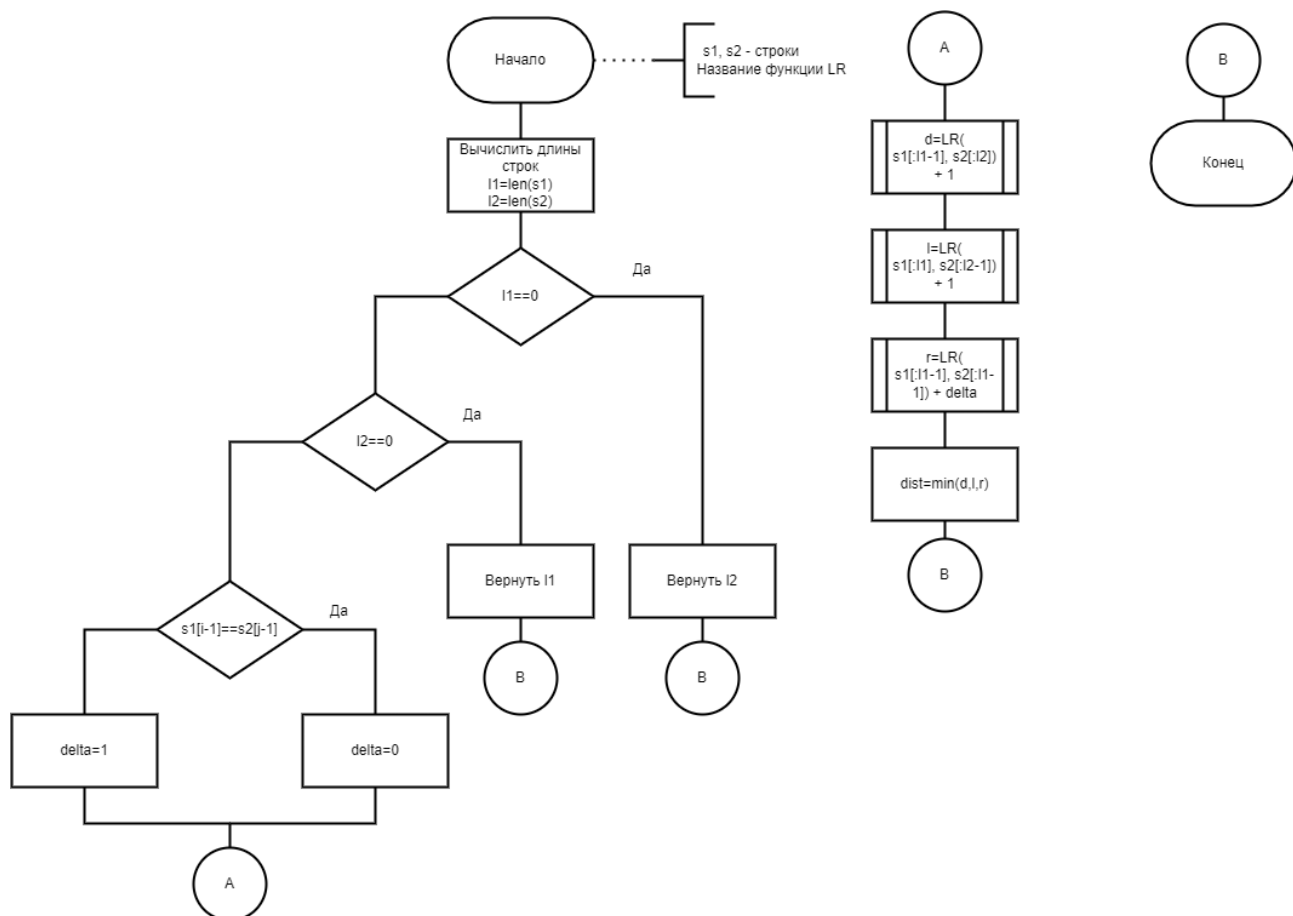 Начало
s1, s2 - строки
Название функции LR
Вычислить длины
строк
l1=len(s1)
l2=len(s2)
l1==0
Да
l2==0
Да
Вернуть l1
Вернуть l2
s1[i-1]==s2[j-1]
Да
B
B
delta=1
delta=0
A
A
d=LR(
s1[:l1-1], s2[:l2])
+ 1
l=LR(
s1[:l1], s2[:l2-1])
+ 1
r=LR(
s1[:l1-1], s2[:l1-
1]) + delta
dist=min(d,l,r)
B
B
Конец